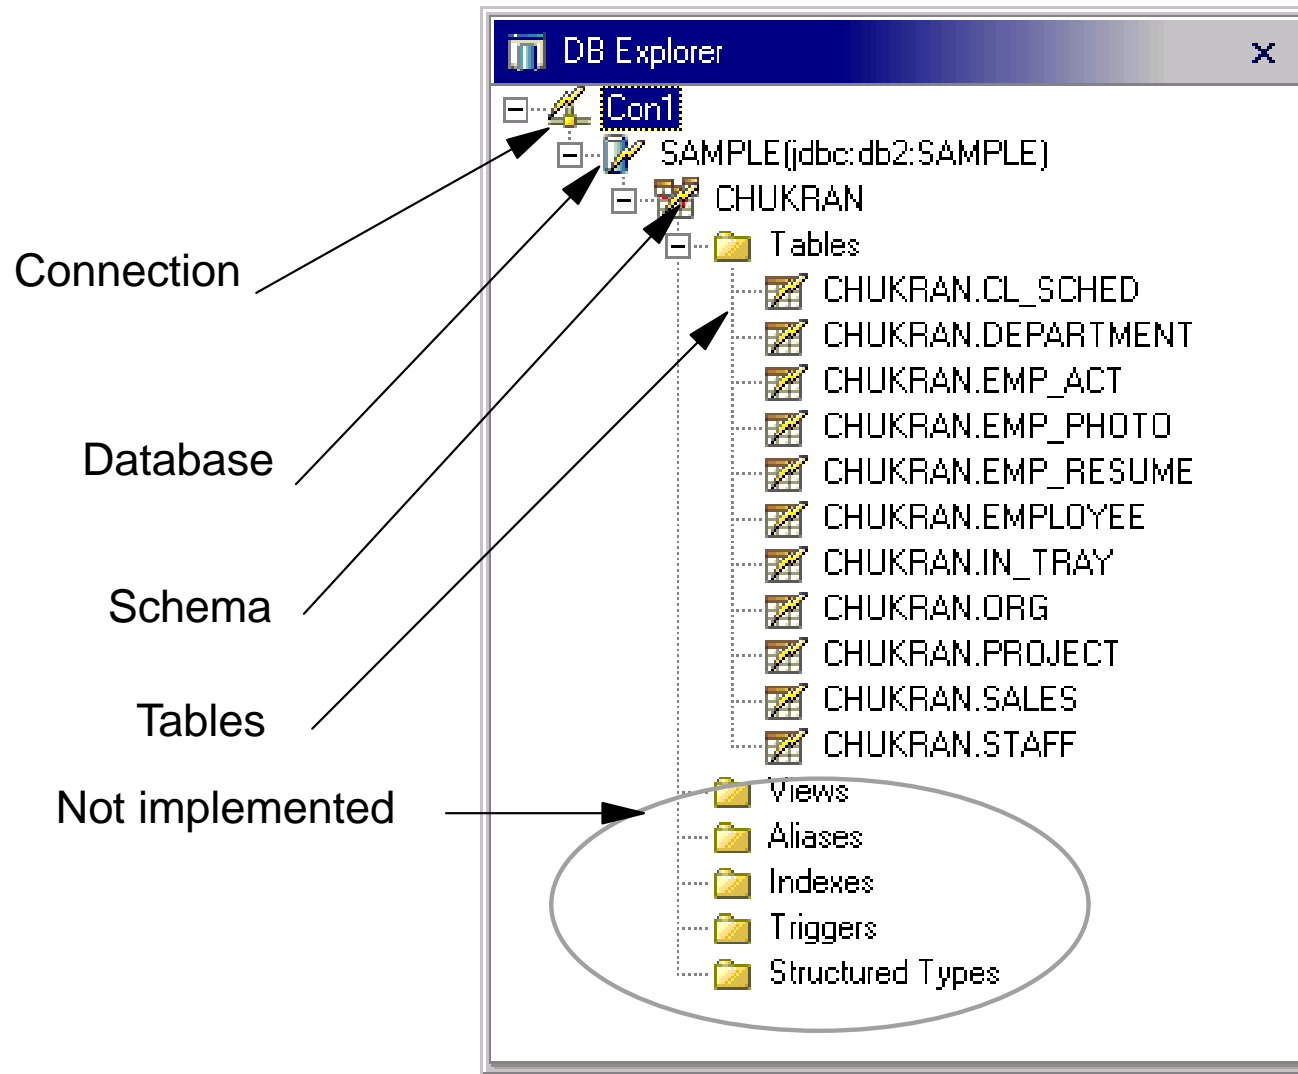 DB Explorer
Con1
SAMPLE(jdbc:db2:SAMPLE)
CHUKRAN
Tables
CHUKRAN.CL_SCHED
CHUKRAN.DEPARTMENT
CHUKRAN.EMP_ACT
CHUKRAN.EMP_PHOTO
CHUKRAN.EMP_RESUME
CHUKRAN.EMPLOYEE
CHUKRAN.IN_TRAY
CHUKRAN.ORG
CHUKRAN.PROJECT
CHUKRAN.SALES
CHUKRAN.STAFF
Views
Aliases
Indexes
Triggers
Structured Types
Connection
Database
Schema
Tables
Not implemented